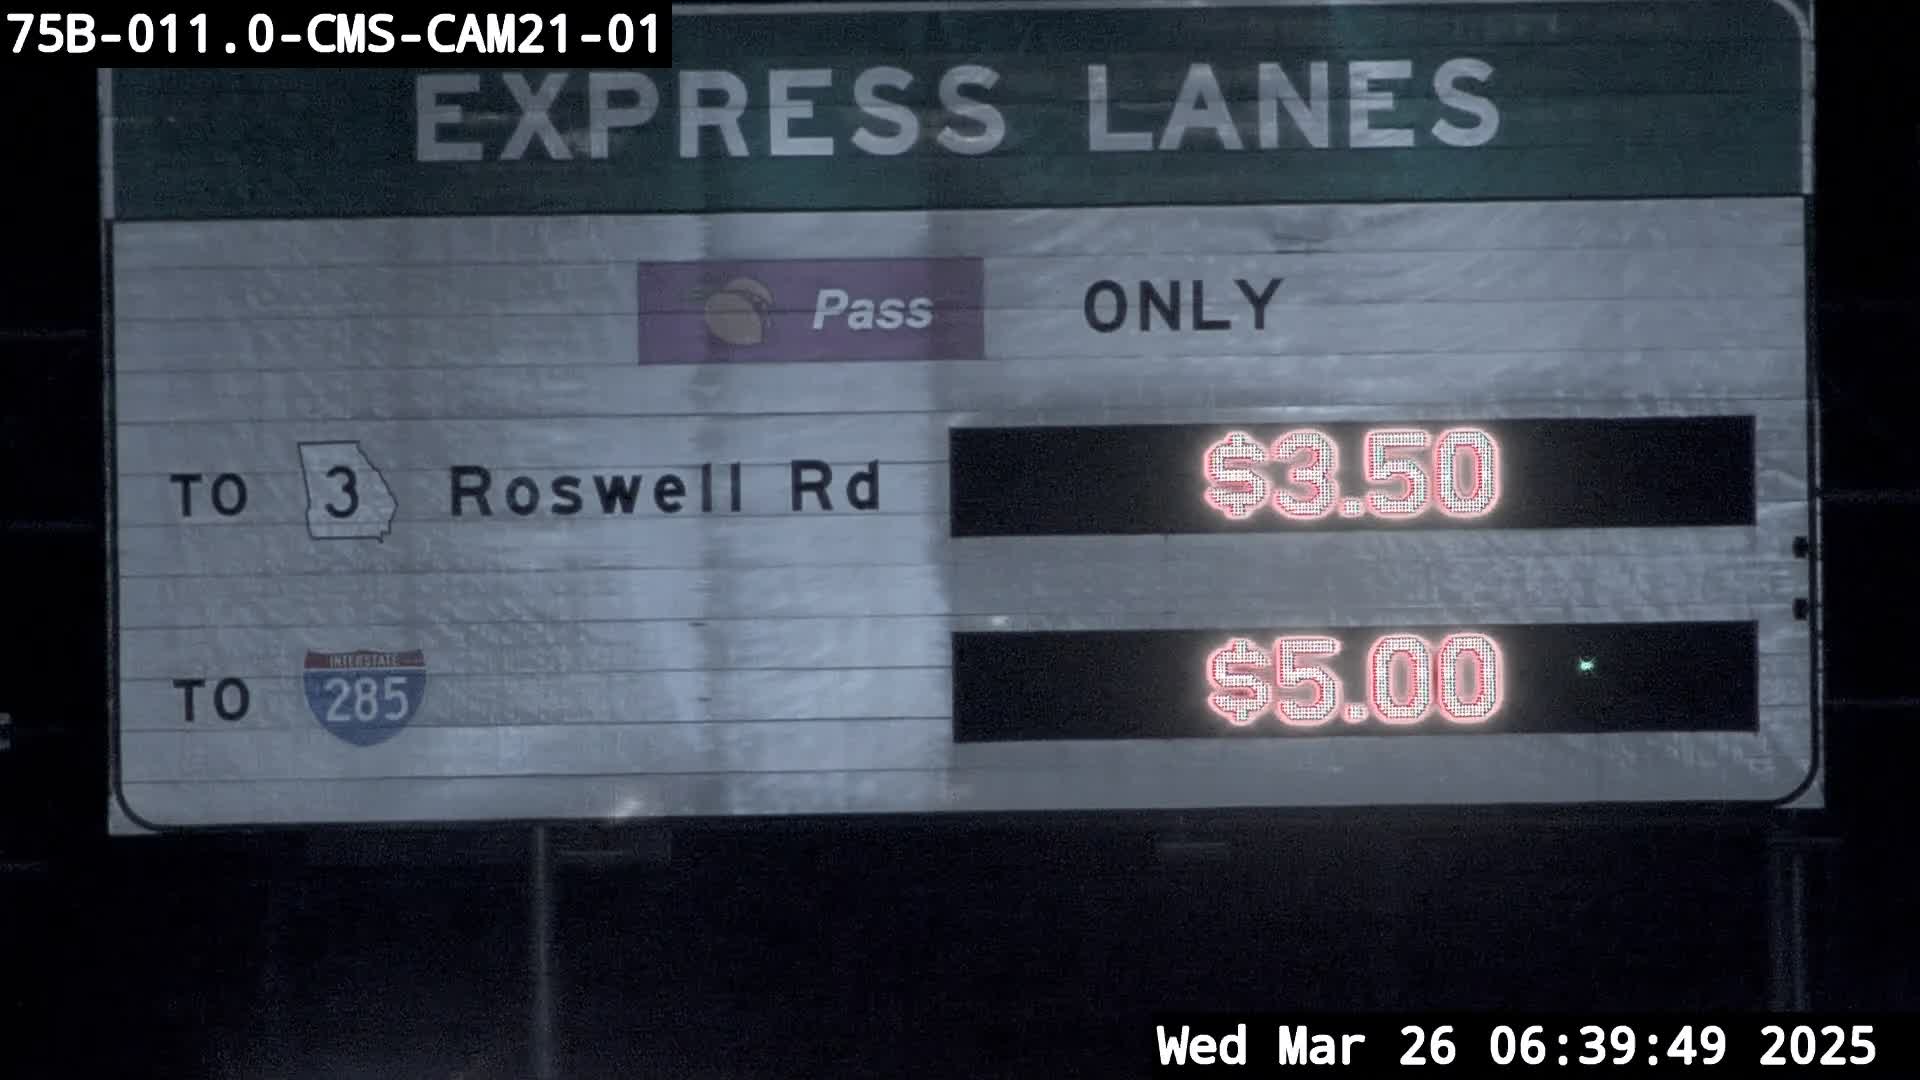 75B-011.0-CMS-CAM21-01
EXPRESS LANES
Pass ONLY
TO 3 Roswell Rd $3.50
INTERSTATE
TO 285 $5.00
Wed Mar 26 06:39:49 2025